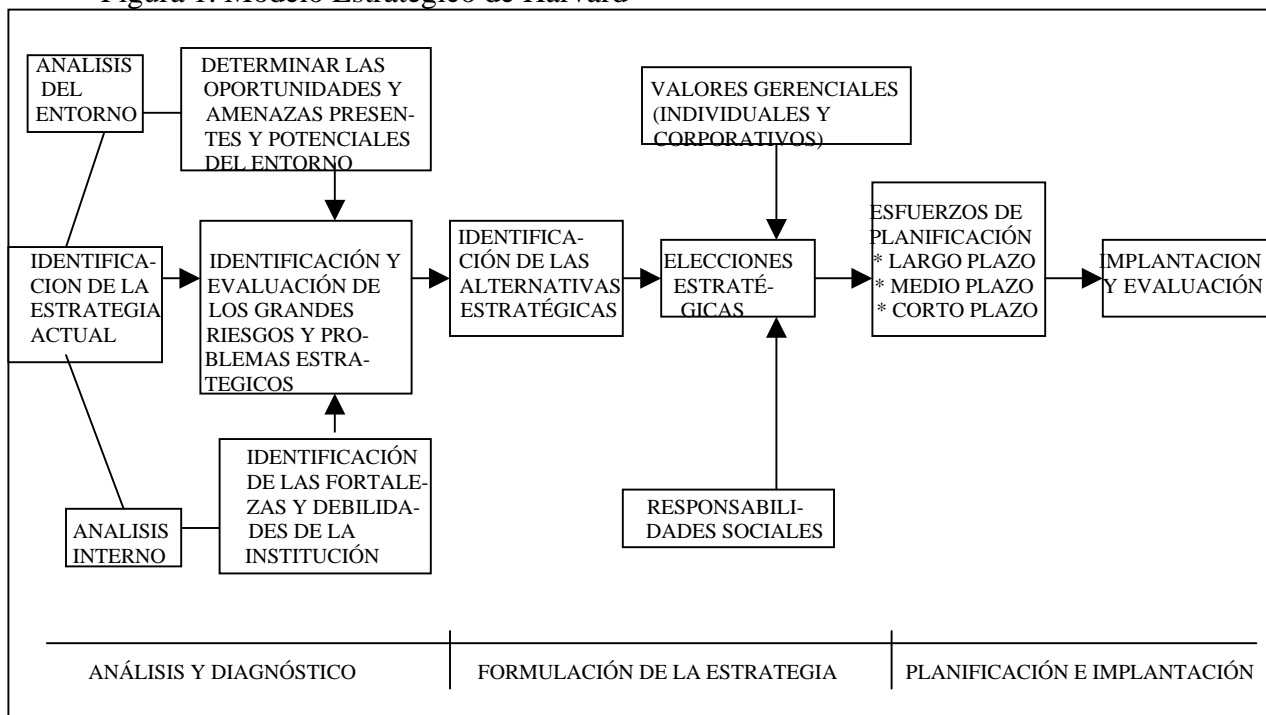 Figura 1. Modelo Estratégico de Harvard
ANALISIS
DEL
ENTORNO
DETERMINAR LAS
OPORTUNIDADES Y
AMENAZAS PRESEN-
TES Y POTENCIALES
DEL ENTORNO
VALORES GERENCIALES
(INDIVIDUALES Y
CORPORATIVOS)
IDENTIFICA-
CION DE LA
ESTRATEGIA
ACTUAL
IDENTIFICACIÓN Y
EVALUACIÓN DE
LOS GRANDES
RIESGOS Y PRO-
BLEMAS ESTRA-
TEGICOS
IDENTIFICA-
CIÓN DE LAS
ALTERNATIVAS
ESTRATÉGICAS
ELECCIONES
ESTRATÉ-
GICAS
ESFUERZOS DE
PLANIFICACIÓN
* LARGO PLAZO
* MEDIO PLAZO
* CORTO PLAZO
IMPLANTACION
Y EVALUACIÓN
ANALISIS
INTERNO
IDENTIFICACIÓN
DE LAS FORTALE-
ZAS Y DEBILIDA-
DES DE LA
INSTITUCIÓN
RESPONSABILI-
DADES SOCIALES
ANÁLISIS Y DIAGNÓSTICO
FORMULACIÓN DE LA ESTRATEGIA
PLANIFICACIÓN E IMPLANTACIÓN